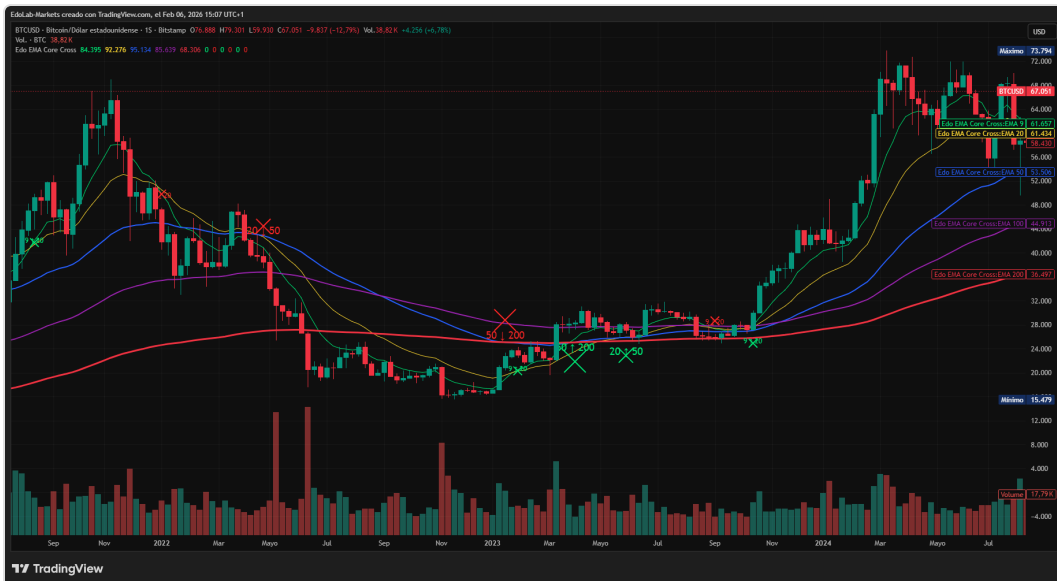 EdoLab-Markets creado con TradingView.com, el Feb 06, 2026 15:07 UTC+1
BTCUSD · Bitcoin/Dólar estadounidense · 1S · Bitstamp O76.888 H79.301 L59.930 C67.051 −9.837 (−12,79%) Vol.38,82K +4.256 (+6,78%)
Vol. · BTC 38,82K
Edo EMA Core Cross 84.395 92.276 95.134 85.639 68.306 0 0 0 0 0 0
USD
Máximo 73.794
72.000
68.000
BTCUSD 67.051
64.000
Edo EMA Core Cross:EMA 9 61.657
Edo EMA Core Cross:EMA 20 61.434
58.430
56.000
Edo EMA Core Cross:EMA 50 53.506
52.000
48.000
Edo EMA Core Cross:EMA 100 44.913
44.000
40.000
Edo EMA Core Cross:EMA 200 36.497
32.000
28.000
24.000
20.000
Mínimo 15.479
12.000
8.000
4.000
Volume 17,79K
−4.000
20 ↓ 50
50 ↓ 200
50 ↑ 200
20 ↑ 50
Sep Nov 2022 Mar Mayo Jul Sep Nov 2023 Mar Mayo Jul Sep Nov 2024 Mar Mayo Jul
TradingView